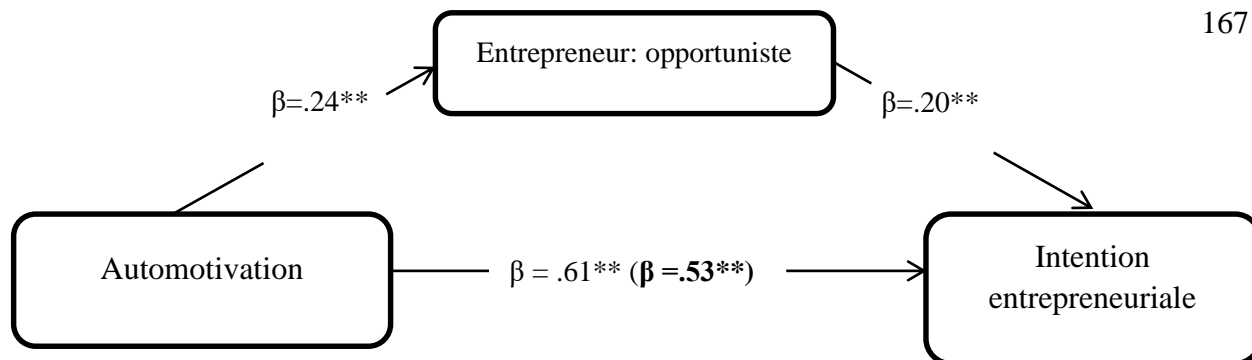 167
Entrepreneur: opportuniste
β=.24**
β=.20**
Automotivation
β = .61** (β =.53**)
Intention
entrepreneuriale